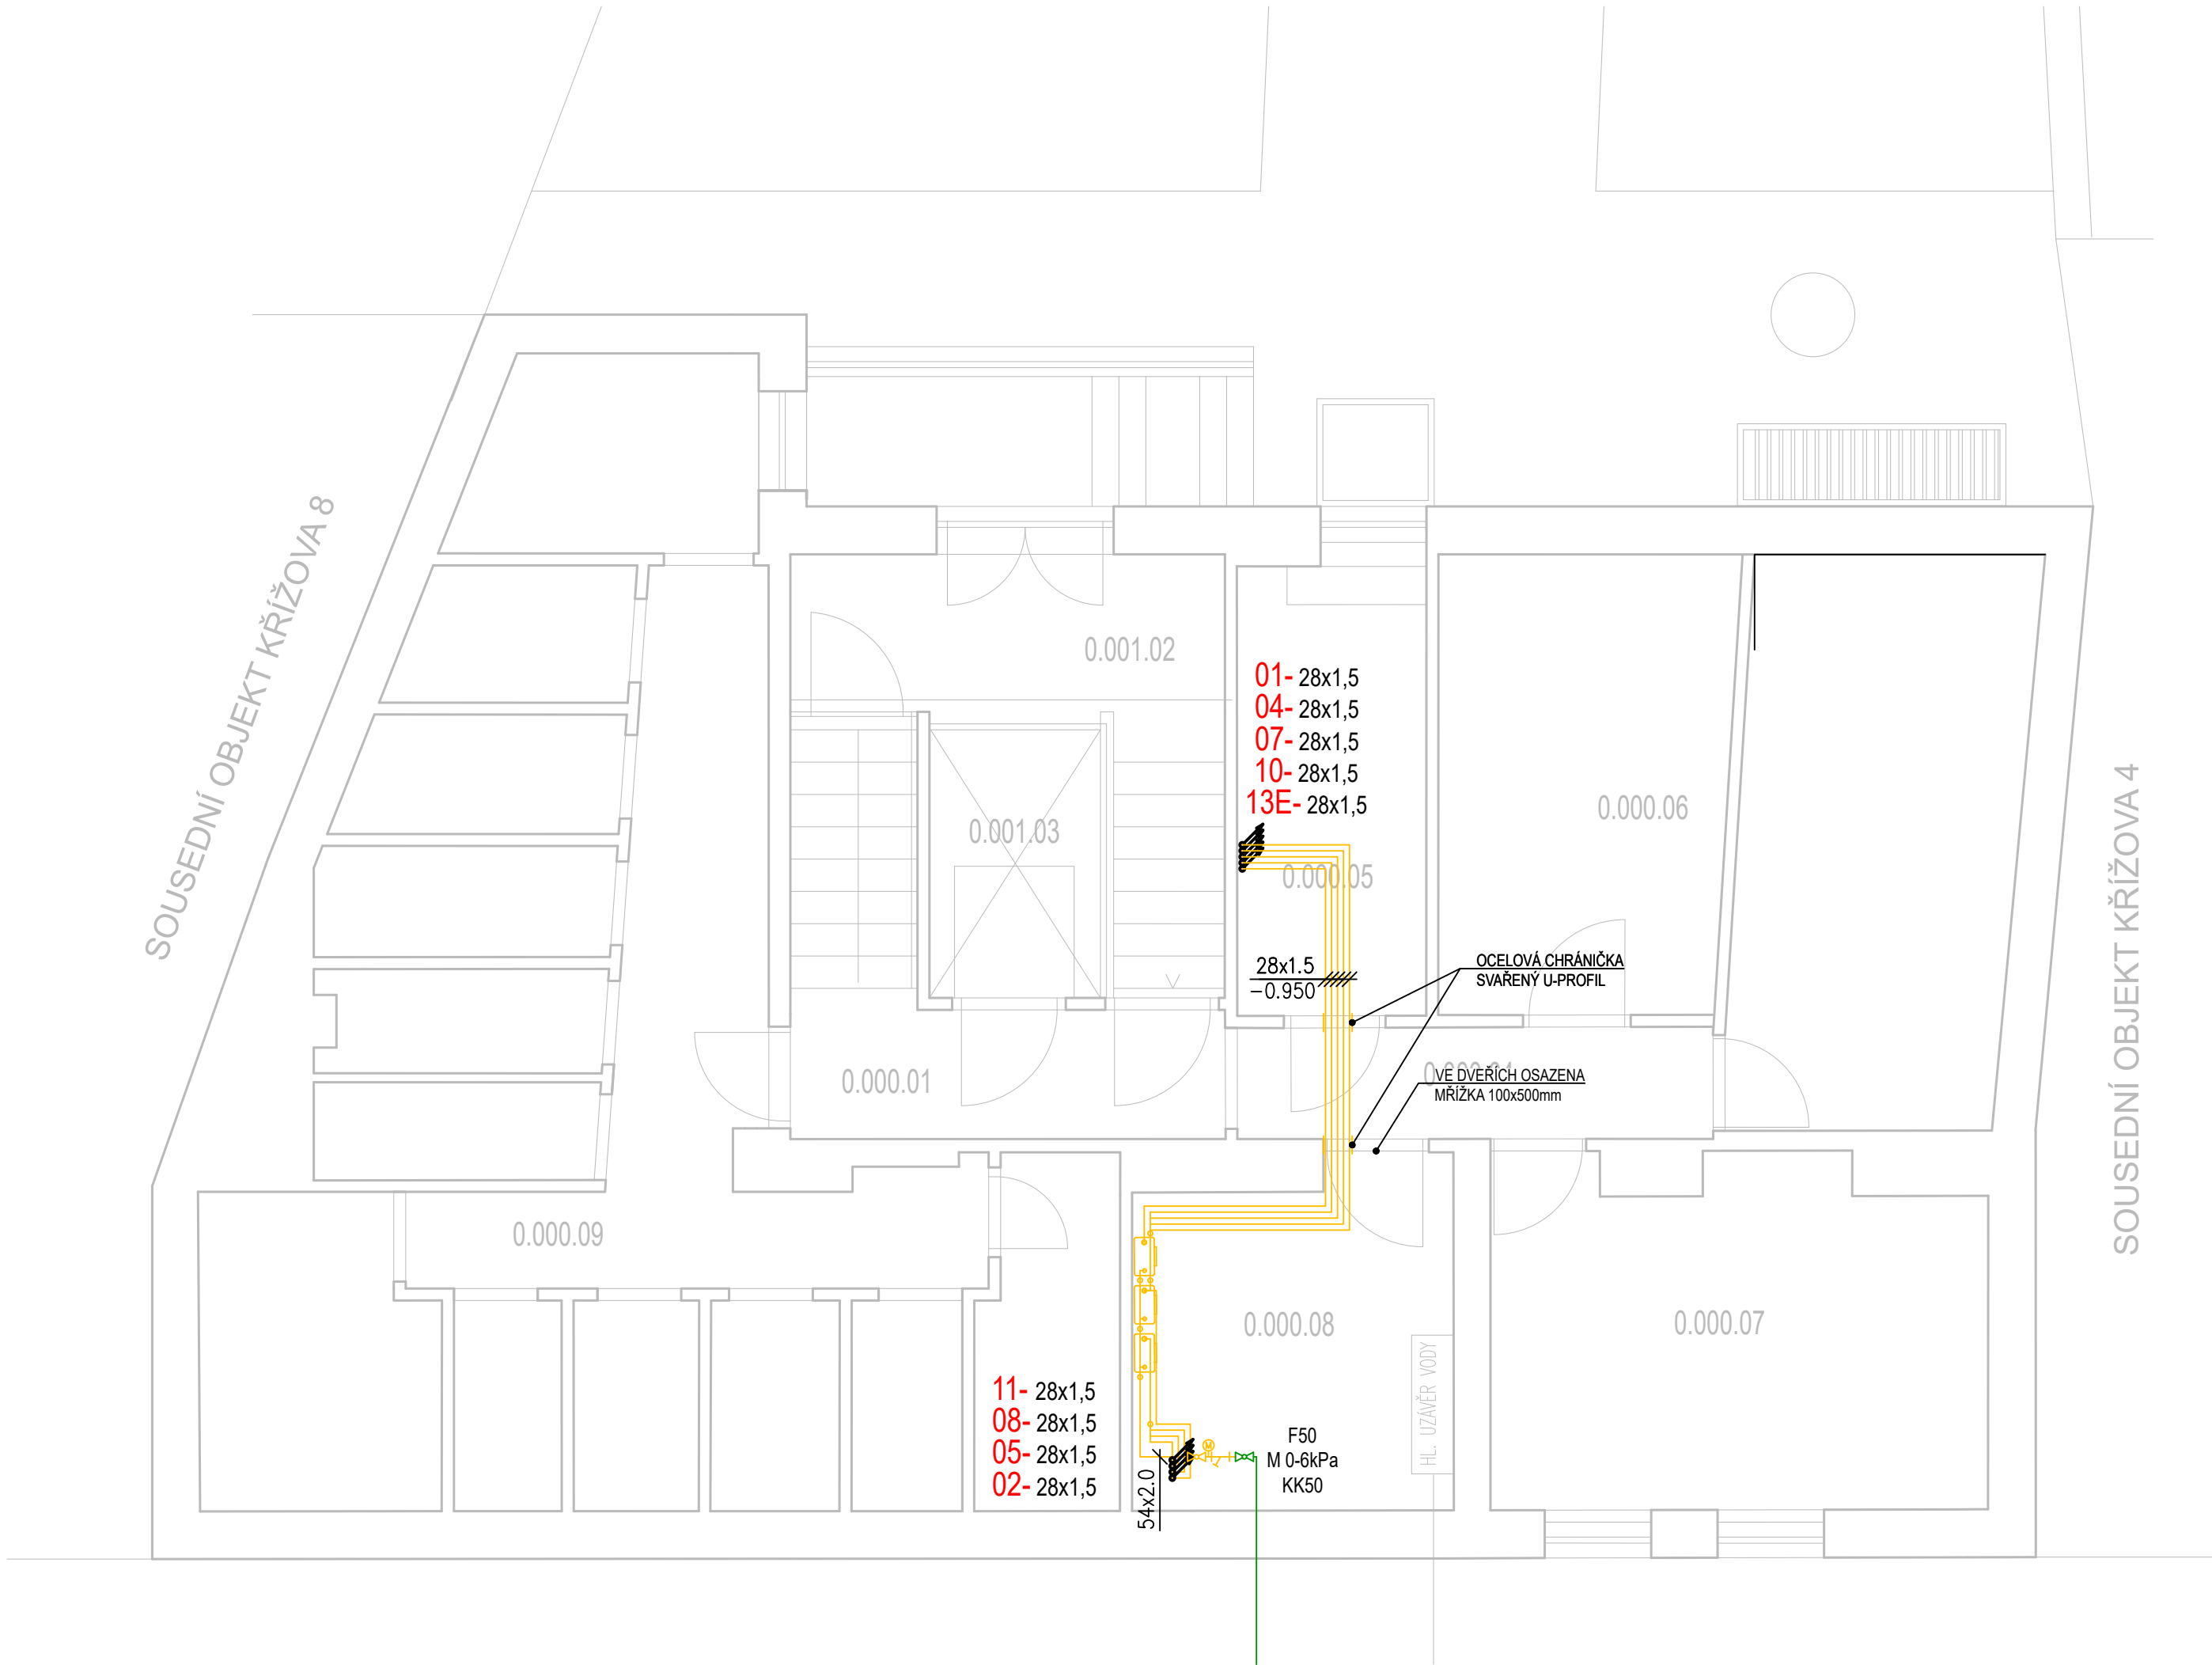 SOUSEDNÍ OBJEKT KŘÍŽOVA 8
0.001.02
01- 28x1,5
04- 28x1,5
07- 28x1,5
10- 28x1,5
13E- 28x1,5
0.001.03
0.000.05
0.000.06
SOUSEDNÍ OBJEKT KŘÍŽOVA 4
28x1.5
−0.950
OCELOVÁ CHRÁNIČKA
SVAŘENÝ U-PROFIL
0.000.01
VE DVEŘÍCH OSAZENA
MŘÍŽKA 100x500mm
0.000.09
0.000.08
0.000.07
HL. UZÁVĚR VODY
11- 28x1,5
08- 28x1,5
05- 28x1,5
02- 28x1,5
54x2.0
M
F50
M 0-6kPa
KK50